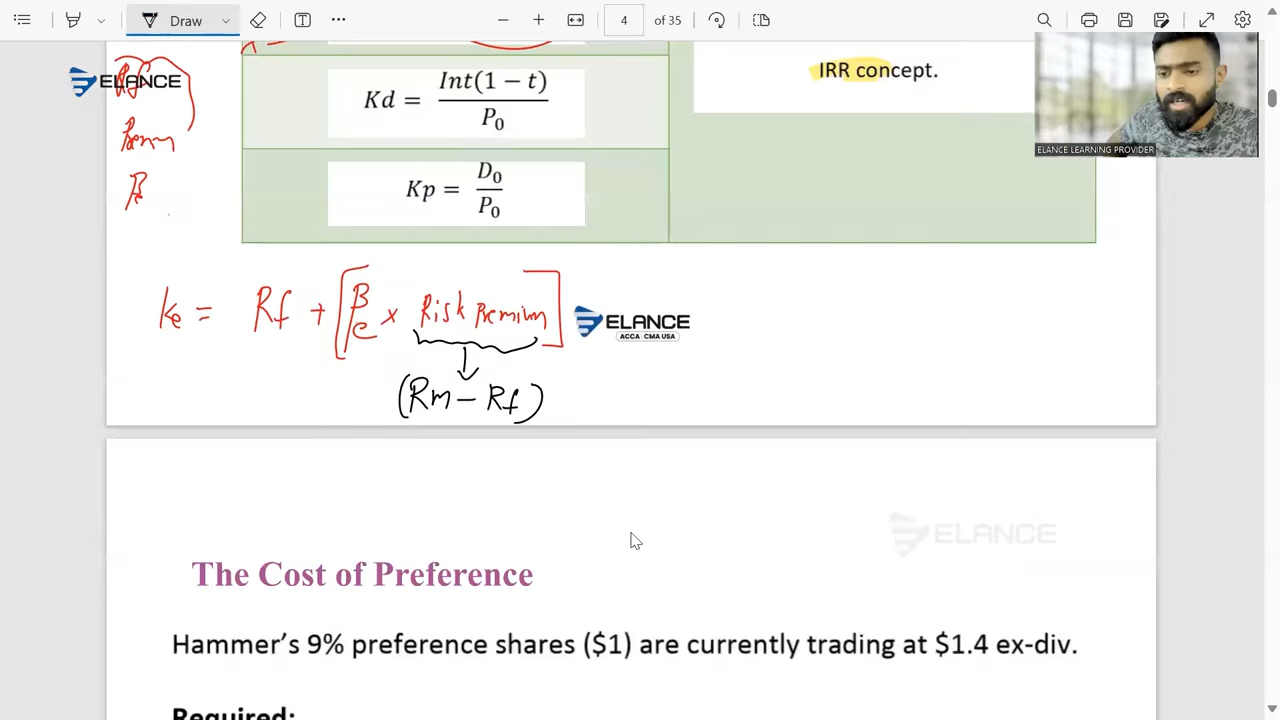 Draw
4 of 35
ELANCE
IRR concept.
ELANCE LEARNING PROVIDER
Kd = Int(1 − t) / P₀
Kp = D₀ / P₀
Ke = Rf + [βe × Risk Premium]
(Rm − Rf)
ELANCE
ACCA | CMA USA
ELANCE
The Cost of Preference
Hammer's 9% preference shares ($1) are currently trading at $1.4 ex-div.
Required: